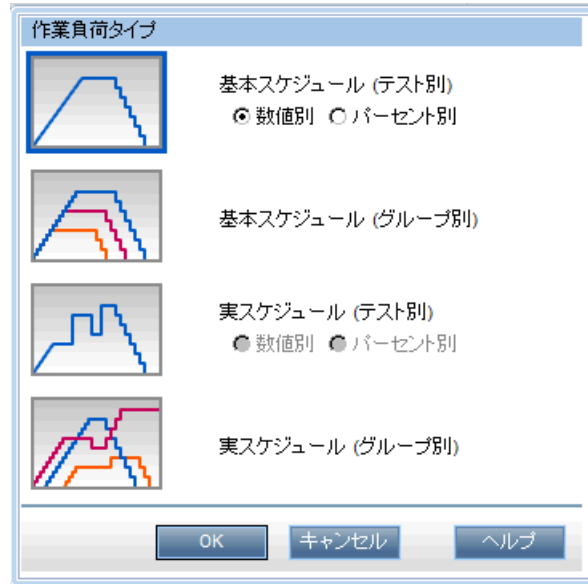 作業負荷タイプ
基本スケジュール (テスト別)
数値別 パーセント別
基本スケジュール (グループ別)
実スケジュール (テスト別)
数値別 パーセント別
実スケジュール (グループ別)
OK キャンセル ヘルプ